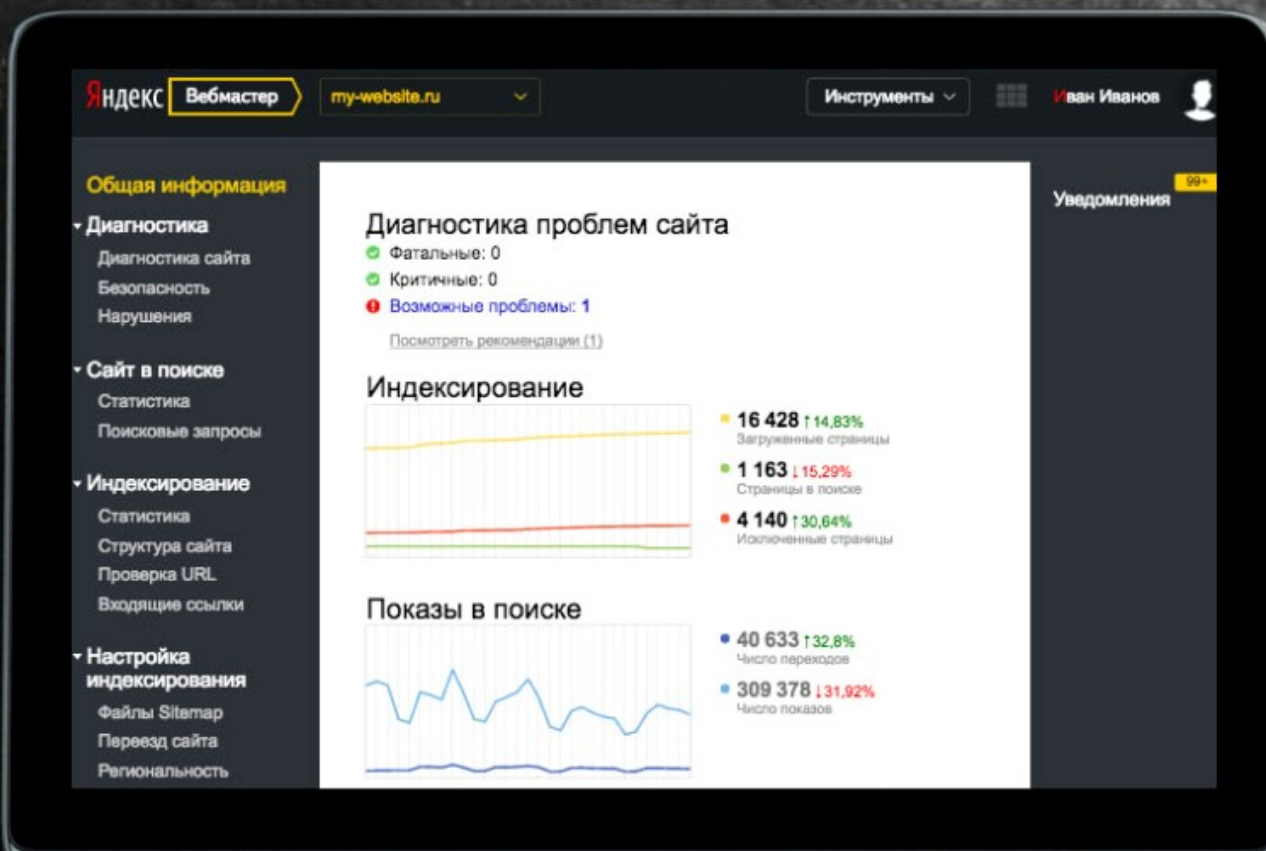 Яндекс Вебмастер my-website.ru Инструменты Иван Иванов
Общая информация
Диагностика
Диагностика сайта
Безопасность
Нарушения
Сайт в поиске
Статистика
Поисковые запросы
Индексирование
Статистика
Структура сайта
Проверка URL
Входящие ссылки
Настройка
индексирования
Файлы Sitemap
Переезд сайта
Региональность
Диагностика проблем сайта
Фатальные: 0
Критичные: 0
Возможные проблемы: 1
Посмотреть рекомендации (1)
Индексирование
16 428 ↑14,83%
Загруженные страницы
1 163 ↓15,29%
Страницы в поиске
4 140 ↑30,64%
Исключенные страницы
Показы в поиске
40 633 ↑32,8%
Число переходов
309 378 ↓31,92%
Число показов
99+
Уведомления